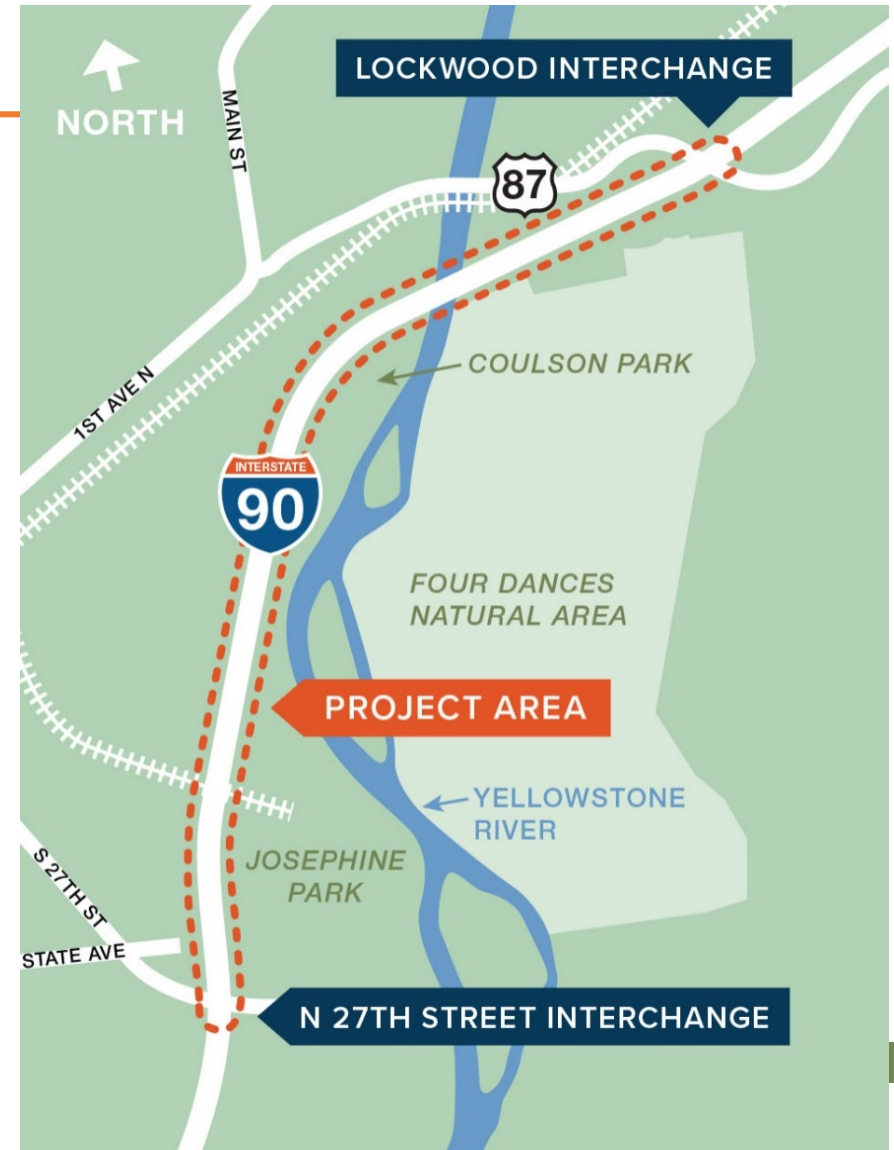 LOCKWOOD INTERCHANGE
NORTH
MAIN ST
87
COULSON PARK
1ST AVE N
INTERSTATE
90
FOUR DANCES
NATURAL AREA
PROJECT AREA
YELLOWSTONE
RIVER
JOSEPHINE
PARK
S 27TH ST
STATE AVE
N 27TH STREET INTERCHANGE